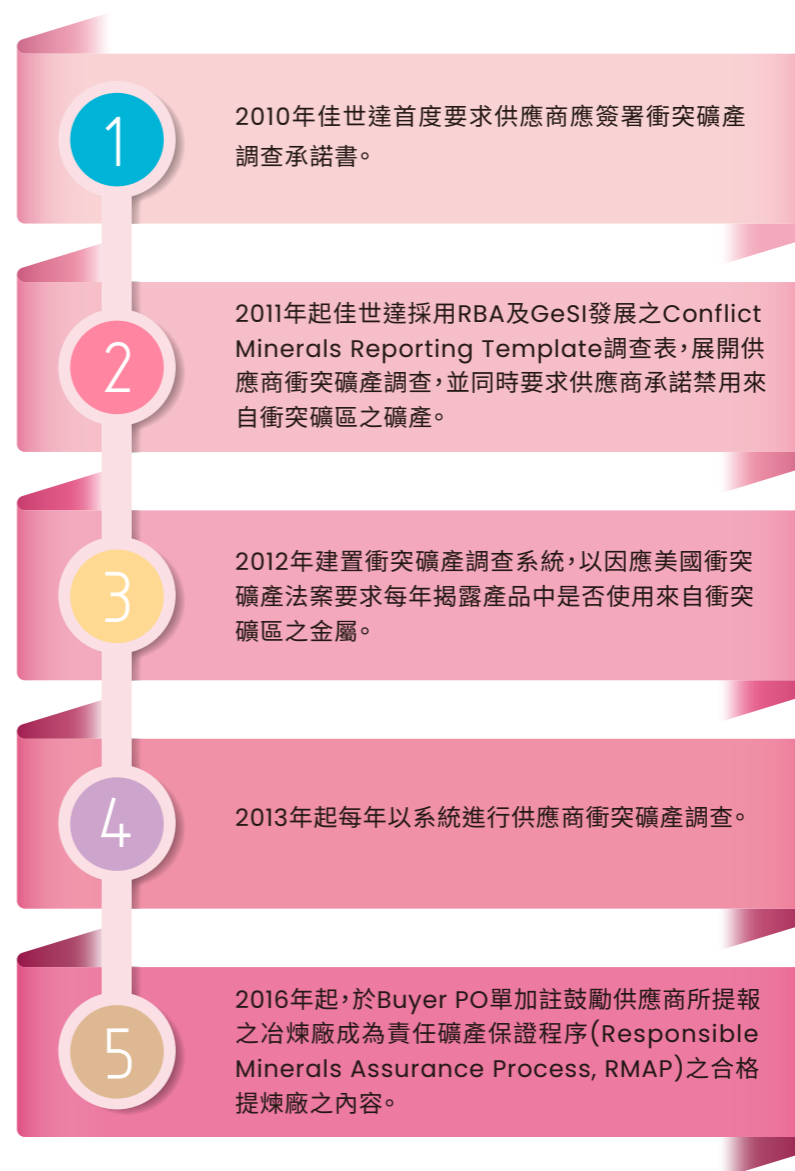 1
2010年佳世達首度要求供應商應簽署衝突礦產
調查承諾書。
2
2011年起佳世達採用RBA及GeSI發展之Conflict
Minerals Reporting Template調查表，展開供
應商衝突礦產調查，並同時要求供應商承諾禁用來
自衝突礦區之礦產。
3
2012年建置衝突礦產調查系統，以因應美國衝突
礦產法案要求每年揭露產品中是否使用來自衝突
礦區之金屬。
4
2013年起每年以系統進行供應商衝突礦產調查。
5
2016年起，於Buyer PO單加註鼓勵供應商所提報
之冶煉廠成為責任礦產保證程序(Responsible
Minerals Assurance Process, RMAP)之合格
提煉廠之內容。